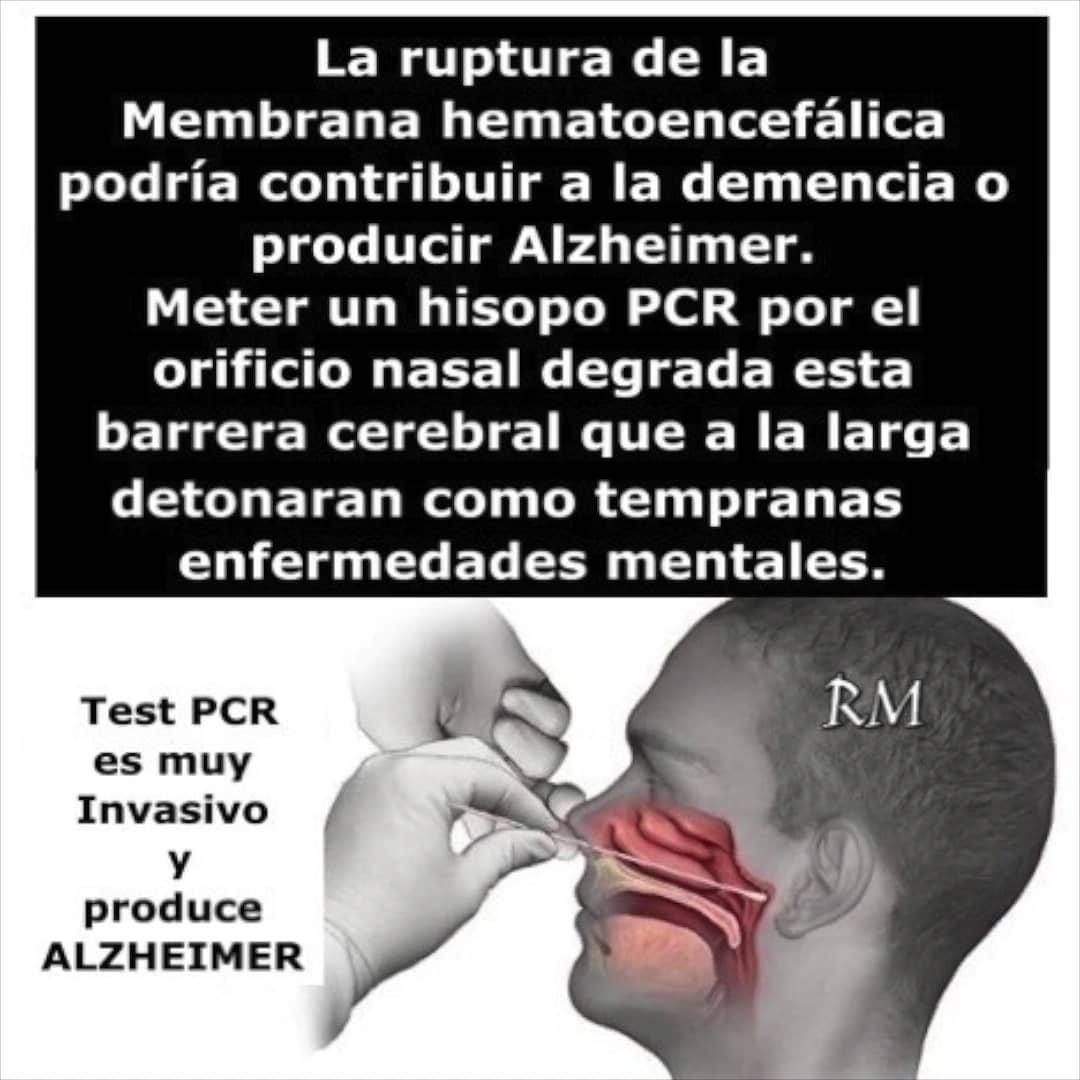 La ruptura de la
Membrana hematoencefálica
podría contribuir a la demencia o
producir Alzheimer.
Meter un hisopo PCR por el
orificio nasal degrada esta
barrera cerebral que a la larga
detonaran como tempranas
enfermedades mentales.
Test PCR
es muy
Invasivo
y
produce
ALZHEIMER
RM